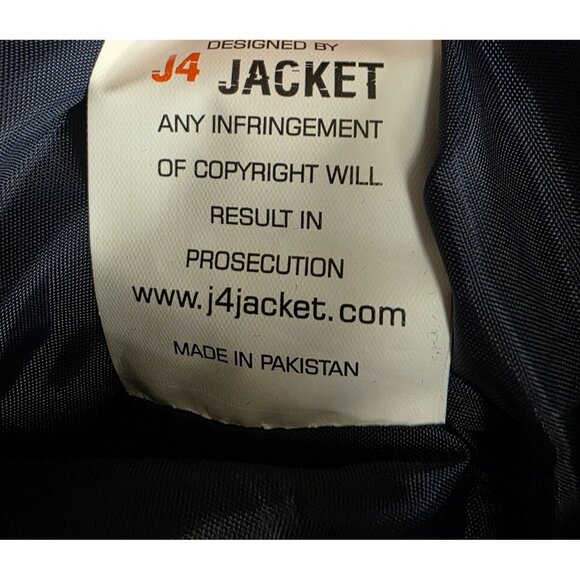 DESIGNED BY
J4 JACKET
ANY INFRINGEMENT
OF COPYRIGHT WILL
RESULT IN
PROSECUTION
www.j4jacket.com
MADE IN PAKISTAN